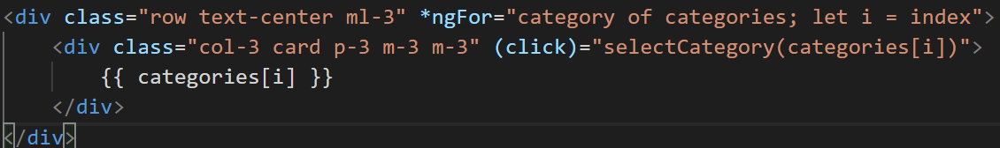 <div class="row text-center ml-3" *ngFor="category of categories; let i = index">
    <div class="col-3 card p-3 m-3 m-3" (click)="selectCategory(categories[i])">
        {{ categories[i] }}
    </div>
</div>